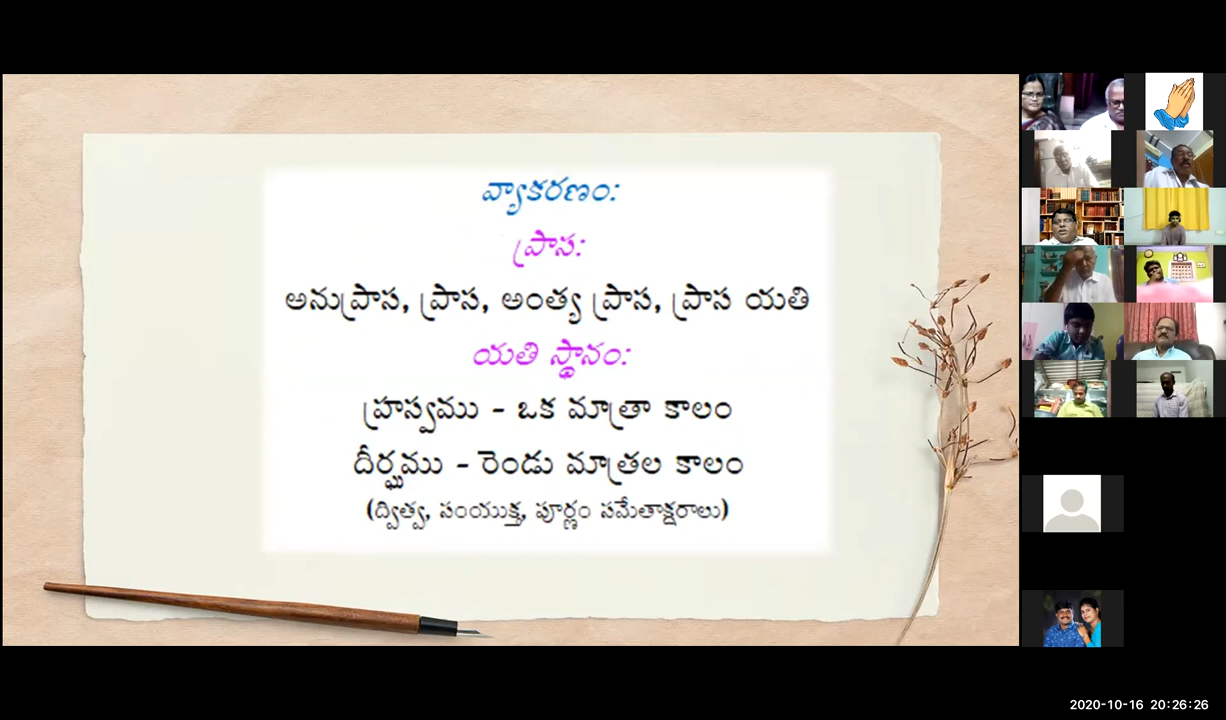 వ్యాకరణం:
ప్రాస:
అనుప్రాస, ప్రాస, అంత్య ప్రాస, ప్రాస యతి
యతి స్థానం:
హ్రస్వము - ఒక మాత్రా కాలం
దీర్ఘము - రెండు మాత్రల కాలం
(ద్విత్వ, సంయుక్త, పూర్ణం సమేతాక్షరాలు)
2020-10-16 20:26:26